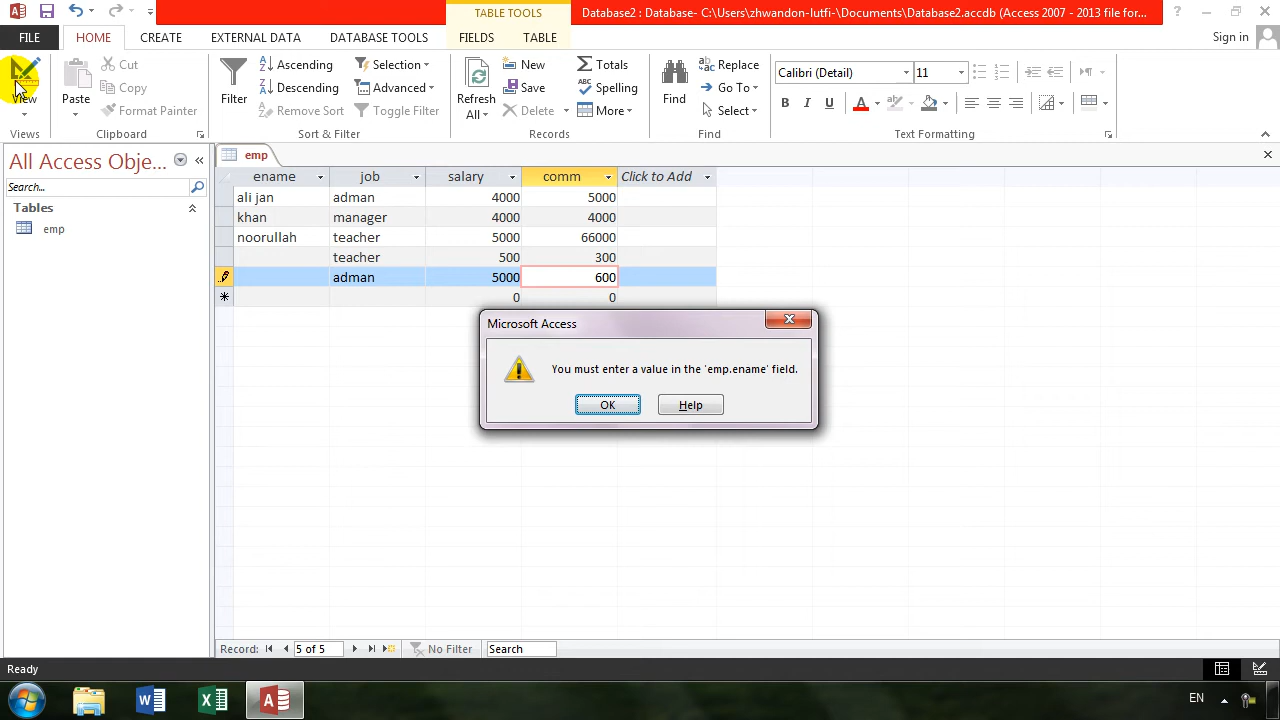 TABLE TOOLS
Database2 : Database- C:\Users\zhwandon-lutfi-\Documents\Database2.accdb (Access 2007 - 2013 file for...
?
FILE HOME CREATE EXTERNAL DATA DATABASE TOOLS FIELDS TABLE Sign in
View
Views
Paste
Cut
Copy
Format Painter
Clipboard
Filter
Ascending
Descending
Remove Sort
Selection
Advanced
Toggle Filter
Sort & Filter
Refresh
All
New
Save
Delete
Totals
Spelling
More
Records
Find
Replace
Go To
Select
Find
Calibri (Detail) 11
B I U A
Text Formatting
All Access Obje...
Search...
Tables
emp
emp
ename job salary comm Click to Add
ali jan adman 4000 5000
khan manager 4000 4000
noorullah teacher 5000 66000
teacher 500 300
adman 5000 600
0 0
Microsoft Access
You must enter a value in the 'emp.ename' field.
OK Help
Record: 5 of 5 No Filter Search
Ready
EN